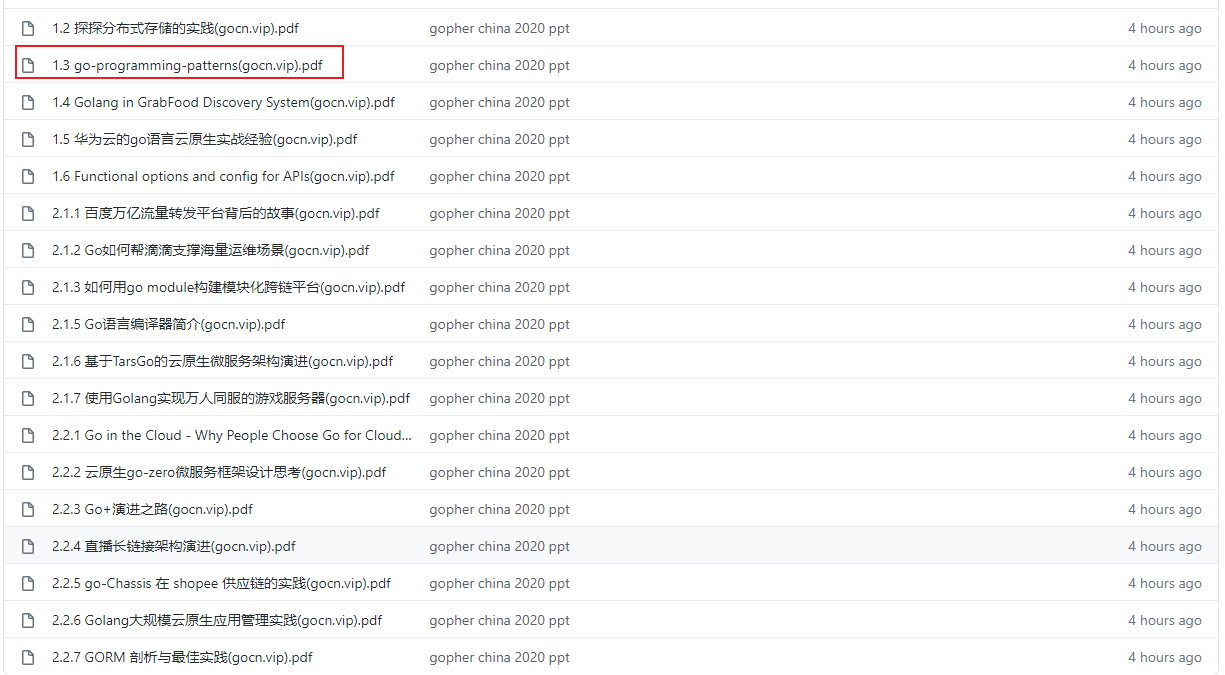 1.2 探探分布式存储的实践(gocn.vip).pdf gopher china 2020 ppt 4 hours ago
1.3 go-programming-patterns(gocn.vip).pdf gopher china 2020 ppt 4 hours ago
1.4 Golang in GrabFood Discovery System(gocn.vip).pdf gopher china 2020 ppt 4 hours ago
1.5 华为云的go语言云原生实战经验(gocn.vip).pdf gopher china 2020 ppt 4 hours ago
1.6 Functional options and config for APIs(gocn.vip).pdf gopher china 2020 ppt 4 hours ago
2.1.1 百度万亿流量转发平台背后的故事(gocn.vip).pdf gopher china 2020 ppt 4 hours ago
2.1.2 Go如何帮滴滴支撑海量运维场景(gocn.vip).pdf gopher china 2020 ppt 4 hours ago
2.1.3 如何用go module构建模块化跨链平台(gocn.vip).pdf gopher china 2020 ppt 4 hours ago
2.1.5 Go语言编译器简介(gocn.vip).pdf gopher china 2020 ppt 4 hours ago
2.1.6 基于TarsGo的云原生微服务架构演进(gocn.vip).pdf gopher china 2020 ppt 4 hours ago
2.1.7 使用Golang实现万人同服的游戏服务器(gocn.vip).pdf gopher china 2020 ppt 4 hours ago
2.2.1 Go in the Cloud - Why People Choose Go for Cloud... gopher china 2020 ppt 4 hours ago
2.2.2 云原生go-zero微服务框架设计思考(gocn.vip).pdf gopher china 2020 ppt 4 hours ago
2.2.3 Go+演进之路(gocn.vip).pdf gopher china 2020 ppt 4 hours ago
2.2.4 直播长链接架构演进(gocn.vip).pdf gopher china 2020 ppt 4 hours ago
2.2.5 go-Chassis 在 shopee 供应链的实践(gocn.vip).pdf gopher china 2020 ppt 4 hours ago
2.2.6 Golang大规模云原生应用管理实践(gocn.vip).pdf gopher china 2020 ppt 4 hours ago
2.2.7 GORM 剖析与最佳实践(gocn.vip).pdf gopher china 2020 ppt 4 hours ago